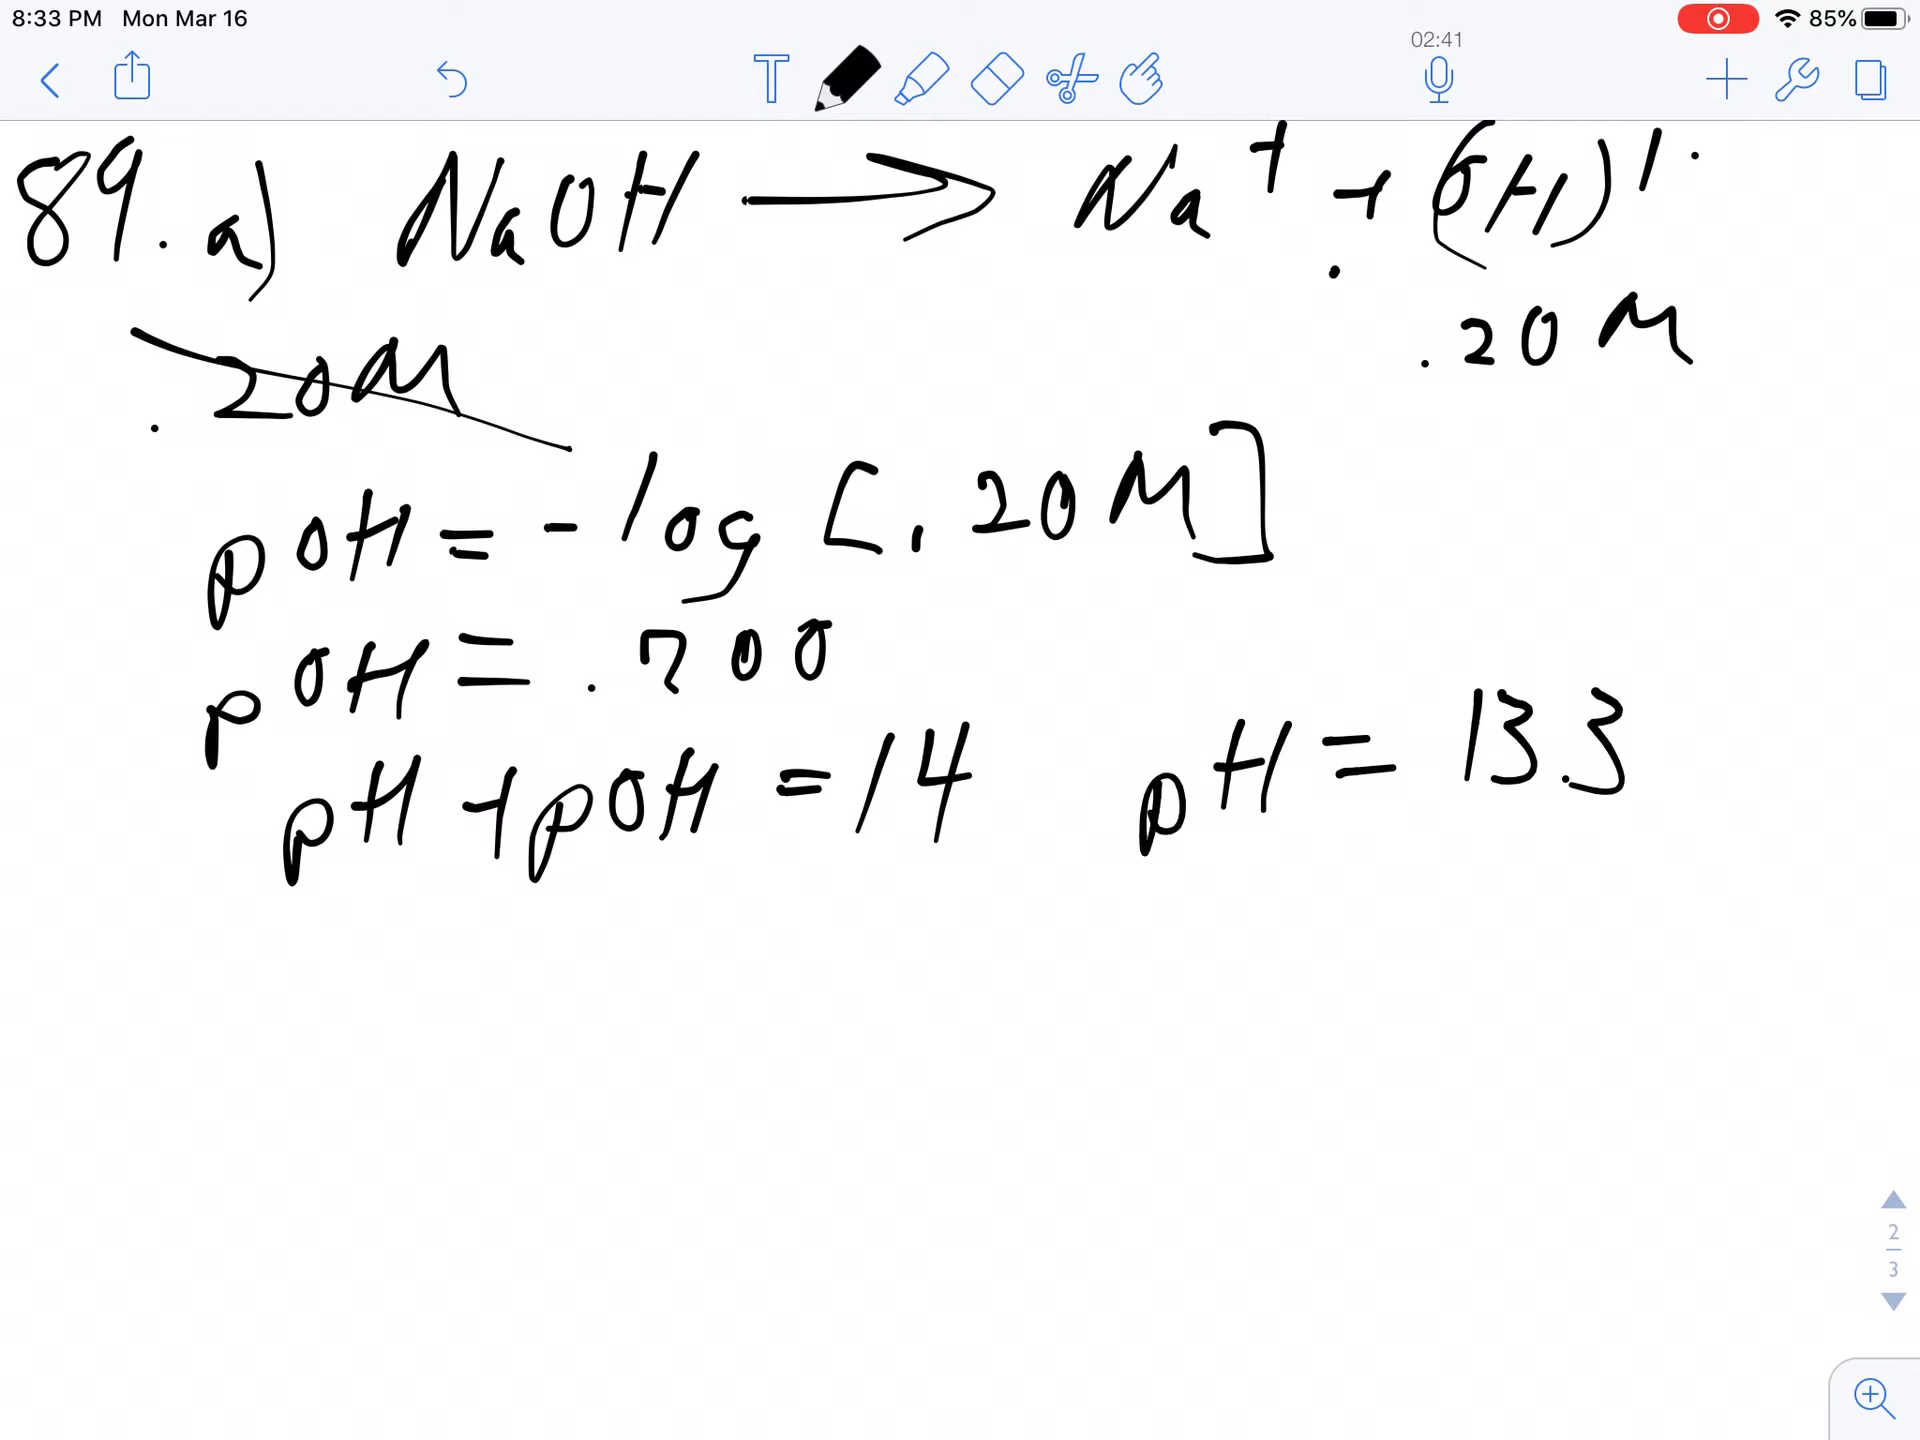 8:33 PM Mon Mar 16
85%
02:41
T
89. a) NaOH → Na⁺ + (OH)¹⁻
.20M
.20 M
pOH = - log [.20M]
pOH = .700
pH + pOH = 14 pH = 13.3
2
3